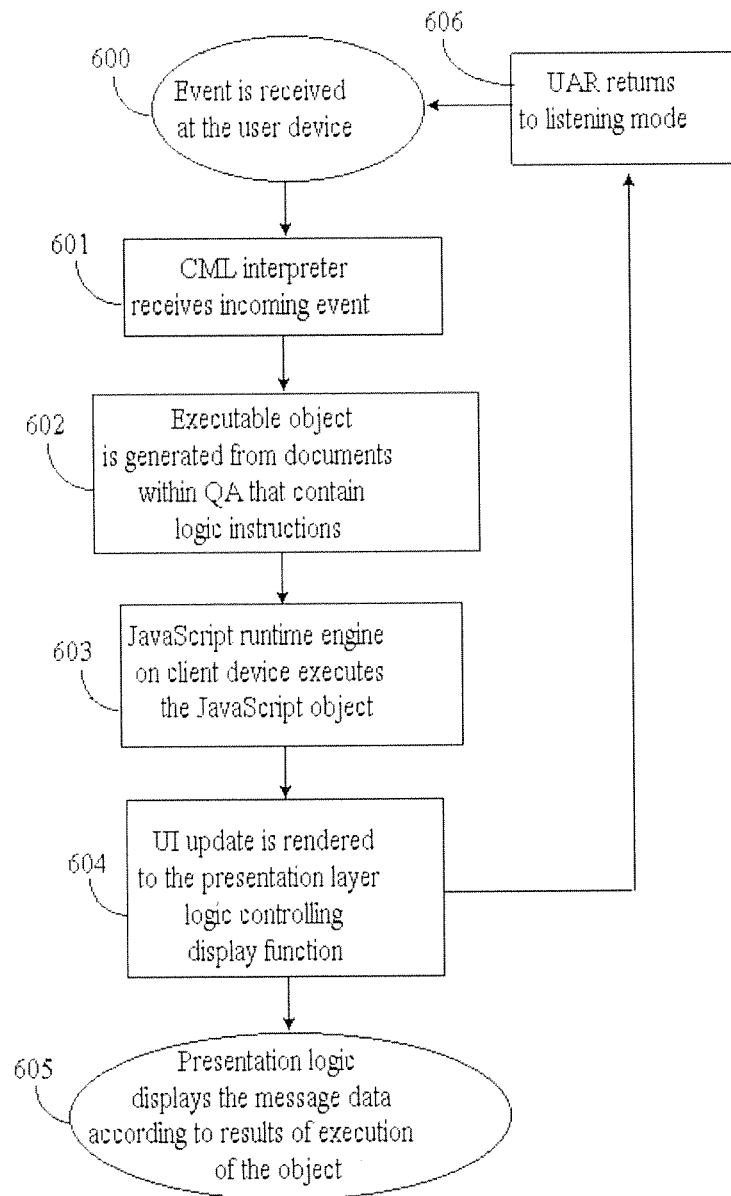 600
Event is received
at the user device
606
UAR returns
to listening mode
601
CML interpreter
receives incoming event
602
Executable object
is generated from documents
within QA that contain
logic instructions
603
JavaScript runtime engine
on client device executes
the JavaScript object
604
UI update is rendered
to the presentation layer
logic controlling
display function
605
Presentation logic
displays the message data
according to results of execution
of the object